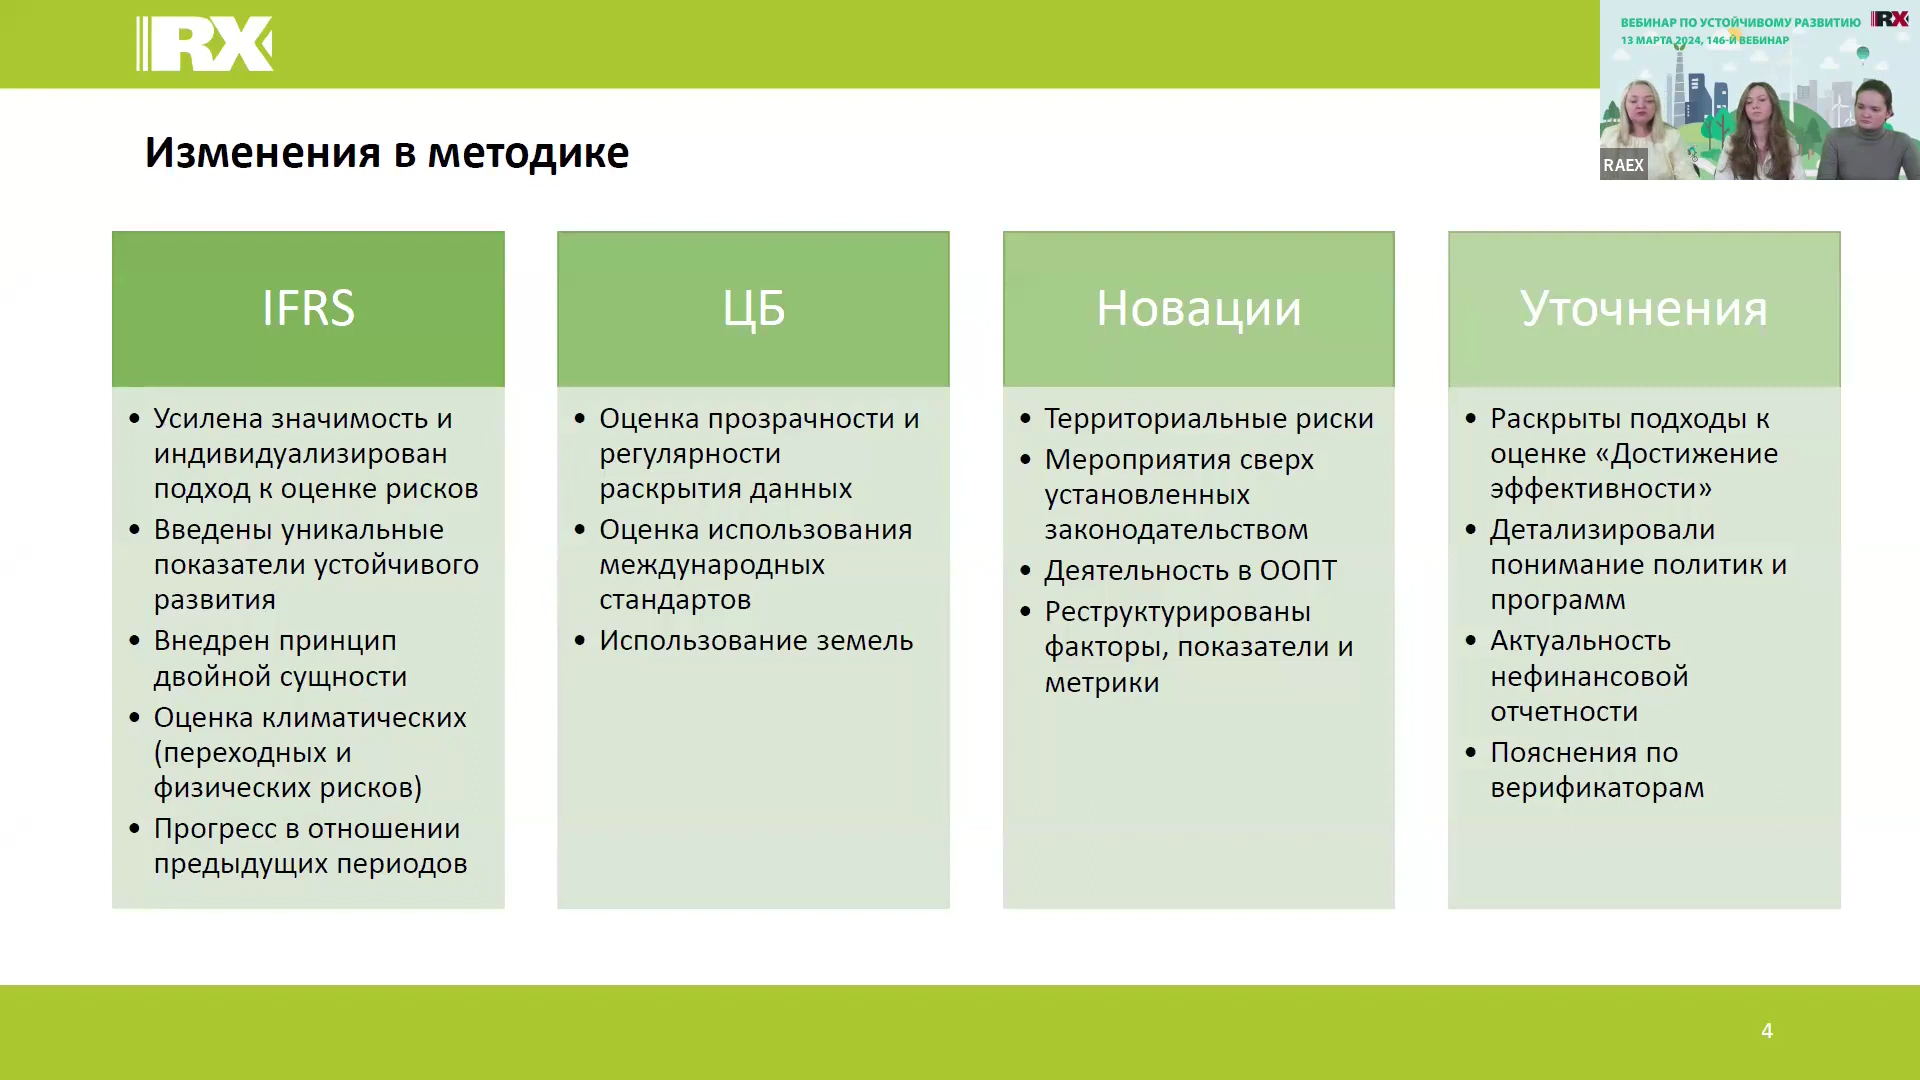 RX
ВЕБИНАР ПО УСТОЙЧИВОМУ РАЗВИТИЮ
RX
13 МАРТА 2024, 146-Й ВЕБИНАР
RAEX
Изменения в методике
IFRS
• Усилена значимость и
индивидуализирован
подход к оценке рисков
• Введены уникальные
показатели устойчивого
развития
• Внедрен принцип
двойной сущности
• Оценка климатических
(переходных и
физических рисков)
• Прогресс в отношении
предыдущих периодов
ЦБ
• Оценка прозрачности и
регулярности
раскрытия данных
• Оценка использования
международных
стандартов
• Использование земель
Новации
• Территориальные риски
• Мероприятия сверх
установленных
законодательством
• Деятельность в ООПТ
• Реструктурированы
факторы, показатели и
метрики
Уточнения
• Раскрыты подходы к
оценке «Достижение
эффективности»
• Детализировали
понимание политик и
программ
• Актуальность
нефинансовой
отчетности
• Пояснения по
верификаторам
4